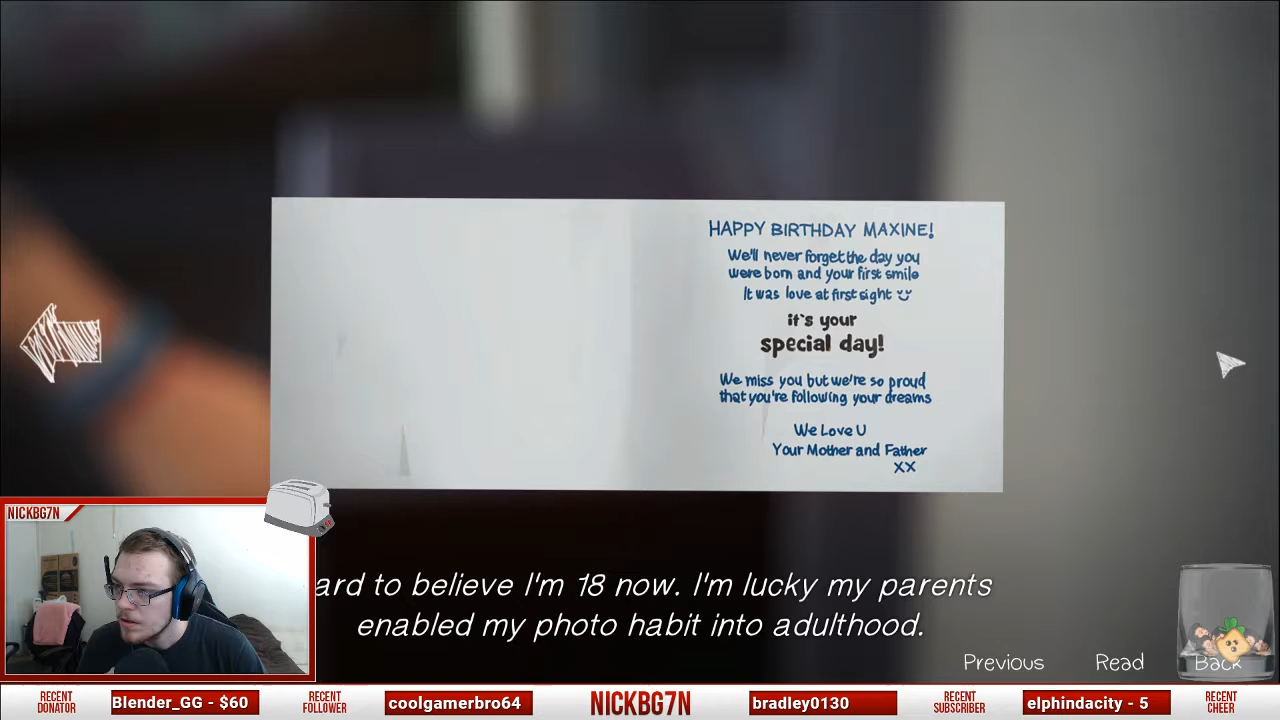 HAPPY BIRTHDAY MAXINE!
We'll never forget the day you
were born and your first smile
It was love at first sight
it's your
special day!
We miss you but we're so proud
that you're following your dreams
We Love U
Your Mother and Father
XX
NICKBG7N
ard to believe I'm 18 now. I'm lucky my parents
enabled my photo habit into adulthood.
Previous
Read
Back
RECENT DONATOR
Blender_GG - $60
RECENT FOLLOWER
coolgamerbro64
NICKBG7N
bradley0130
RECENT SUBSCRIBER
elphindacity - 5
RECENT CHEER